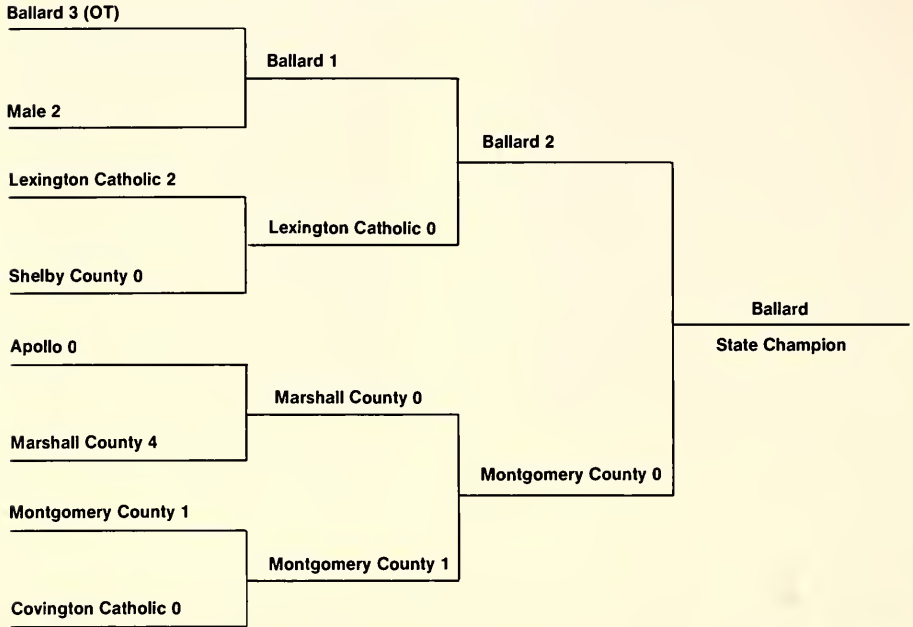 Ballard 3 (OT)
Male 2
Lexington Catholic 2
Shelby County 0
Apollo 0
Marshall County 4
Montgomery County 1
Covington Catholic 0
Ballard 1
Lexington Catholic 0
Marshall County 0
Montgomery County 1
Ballard 2
Montgomery County 0
Ballard
State Champion